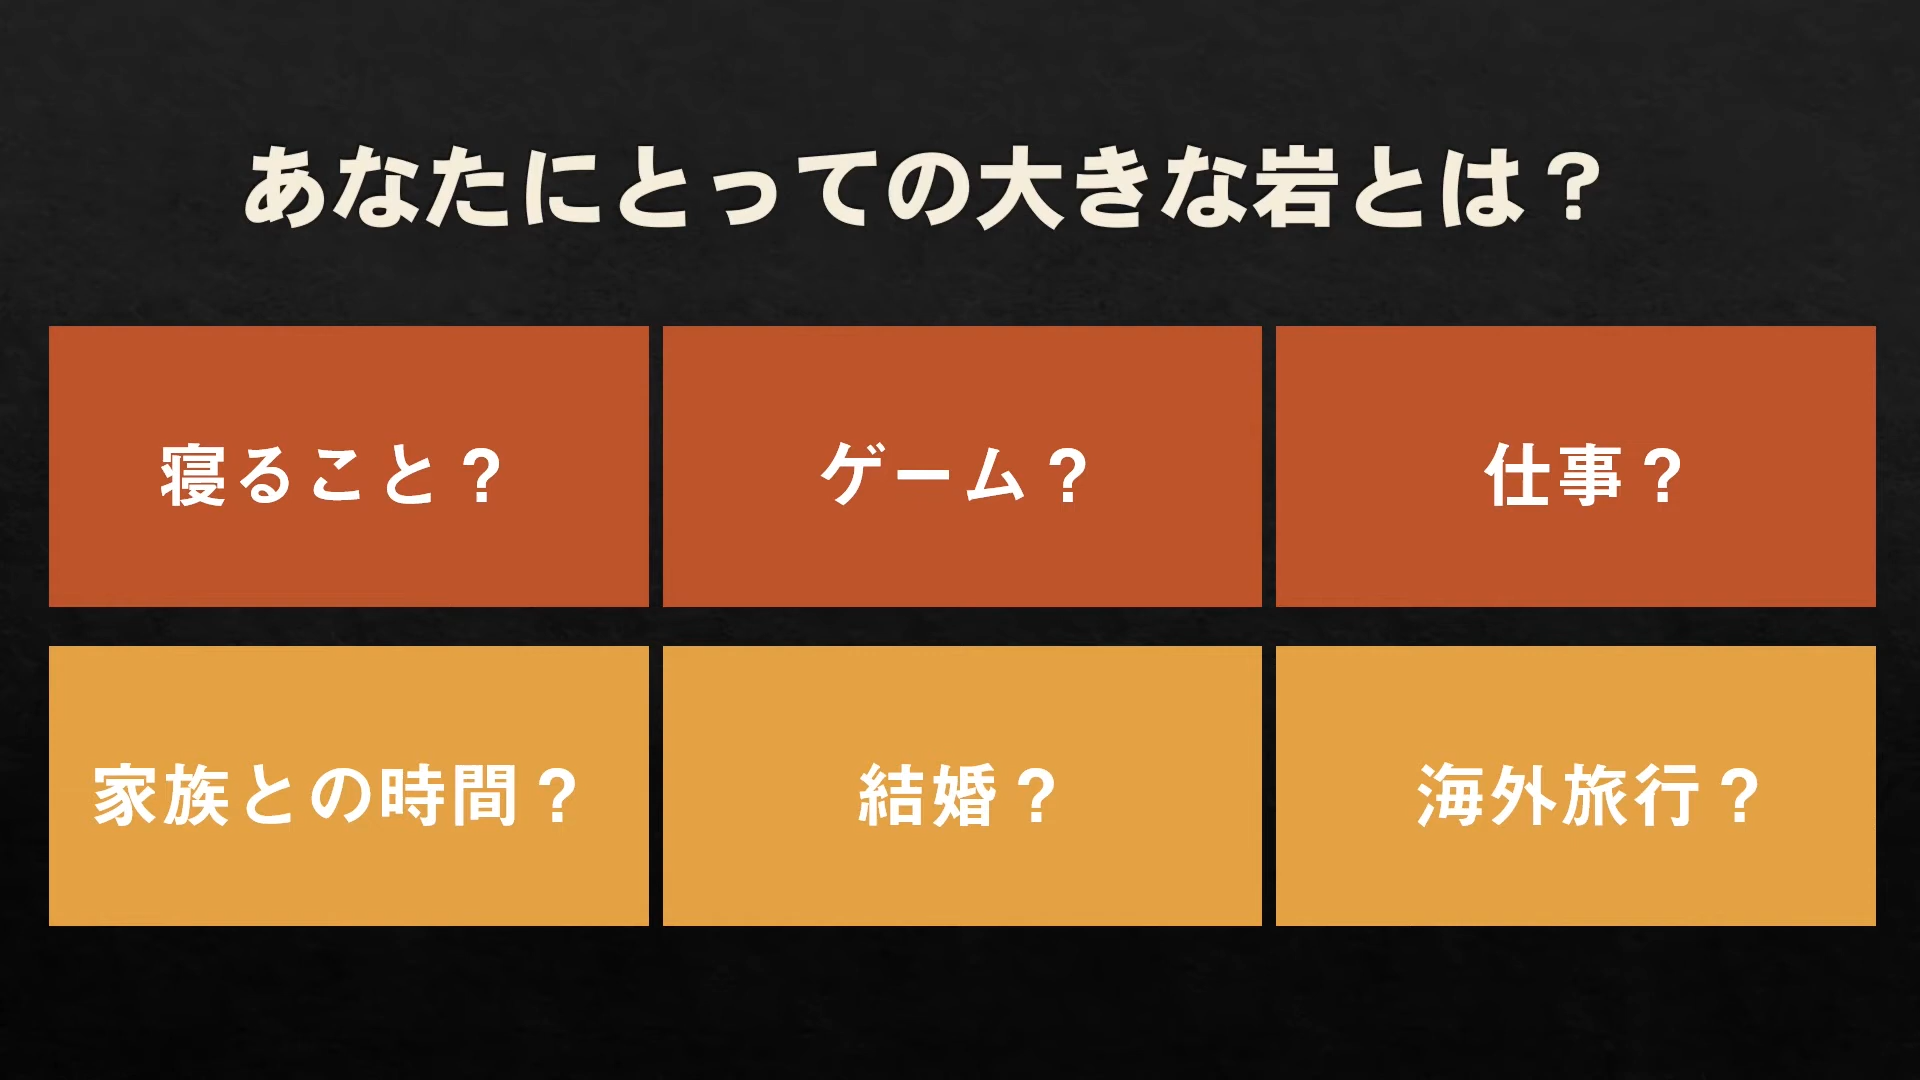 あなたにとっての大きな岩とは？
寝ること？
ゲーム？
仕事？
家族との時間？
結婚？
海外旅行？